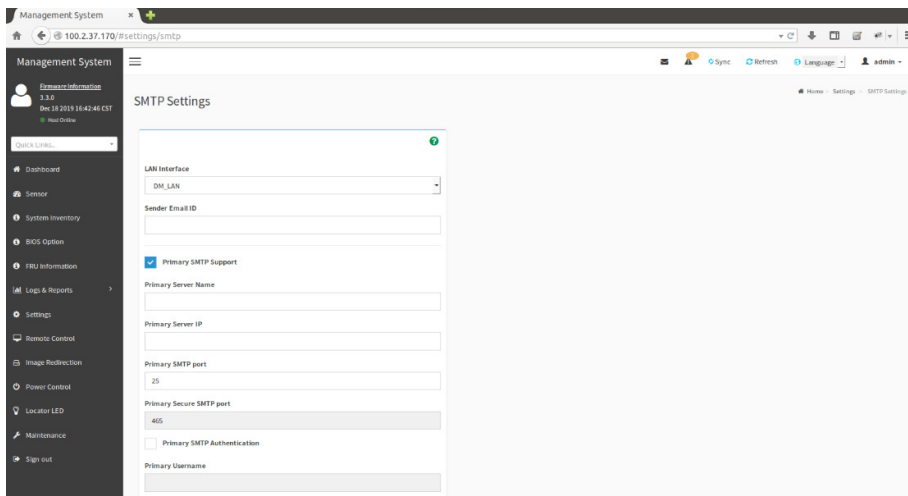 Management System
100.2.37.170/#settings/smtp
Management System
Firmware Information
3.3.0
Dec 18 2019 16:42:46 CST
Host Online
Quick Links..
Dashboard
Sensor
System Inventory
BIOS Option
FRU Information
Logs & Reports
Settings
Remote Control
Image Redirection
Power Control
Locator LED
Maintenance
Sign out
Sync
Refresh
Language
admin
Home
Settings
SMTP Settings
SMTP Settings
LAN Interface
DM_LAN
Sender Email ID
Primary SMTP Support
Primary Server Name
Primary Server IP
Primary SMTP port
25
Primary Secure SMTP port
465
Primary SMTP Authentication
Primary Username